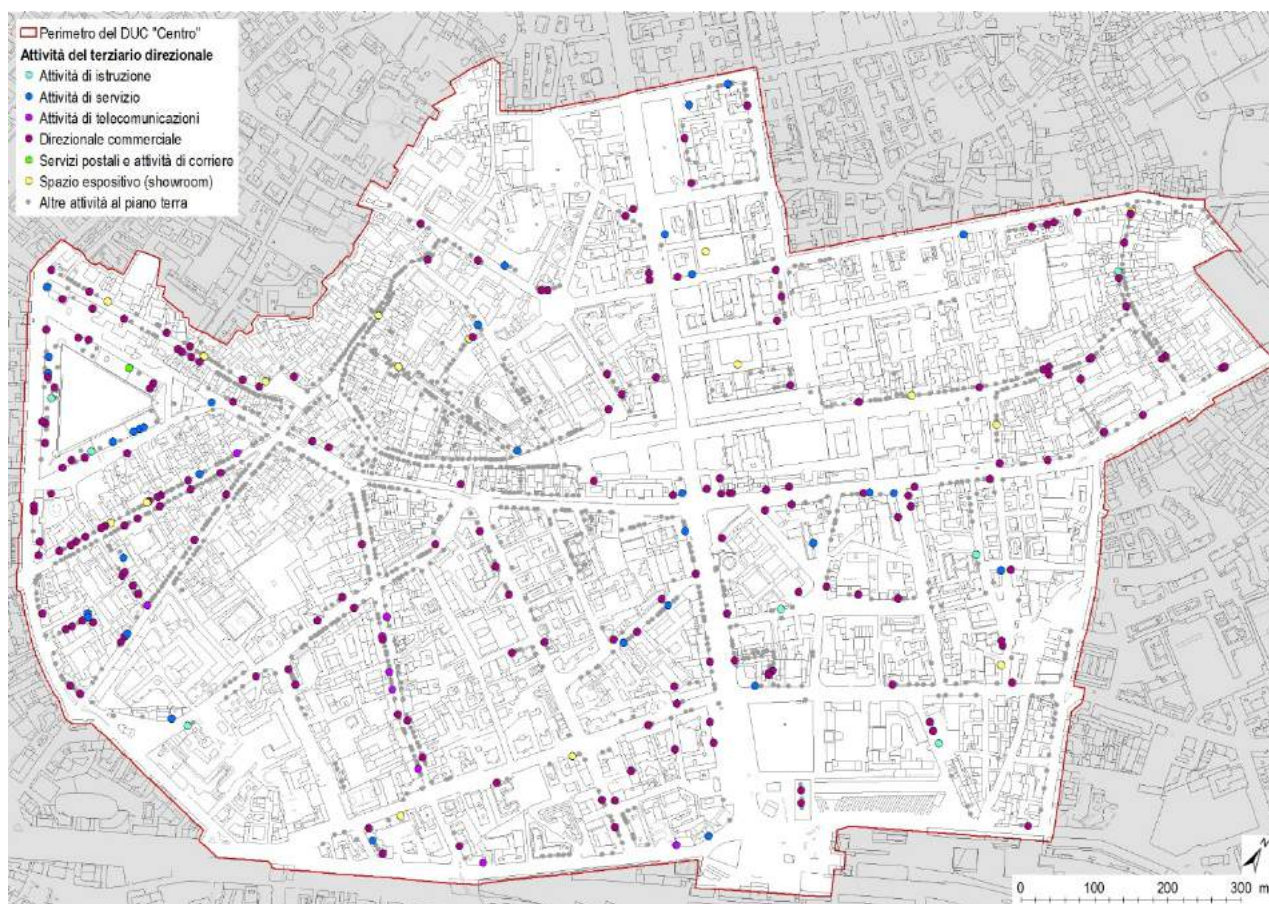 Perimetro del DUC "Centro"
Attività del terziario direzionale
Attività di istruzione
Attività di servizio
Attività di telecomunicazioni
Direzionale commerciale
Servizi postali e attività di corriere
Spazio espositivo (showroom)
Altre attività al piano terra
N
0 100 200 300 m